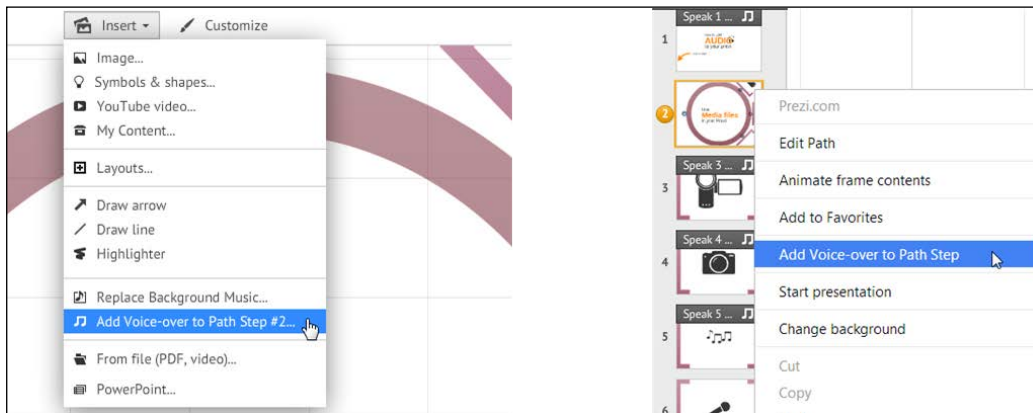 Insert
Customize
Image...
Symbols & shapes...
YouTube video...
My Content...
Layouts...
Draw arrow
Draw line
Highlighter
Replace Background Music...
Add Voice-over to Path Step #2...
From file (PDF, video)...
PowerPoint...
Speak 1 ...
1
AUDIO
2
Media files
Speak 3 ...
3
Speak 4 ...
4
Speak 5 ...
5
6
Prezi.com
Edit Path
Animate frame contents
Add to Favorites
Add Voice-over to Path Step
Start presentation
Change background
Cut
Copy